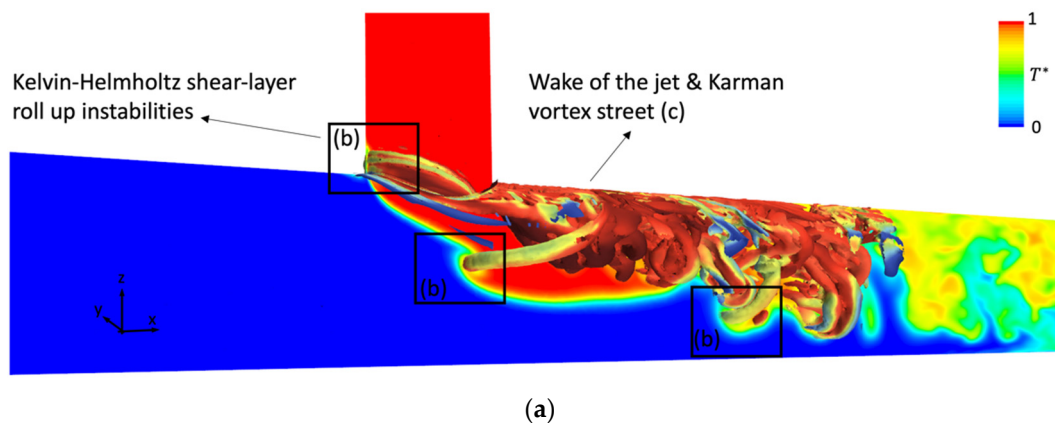 Kelvin-Helmholtz shear-layer
roll up instabilities
Wake of the jet & Karman
vortex street (c)
1
T*
0
(b)
(b)
(b)
z
y
x
(a)